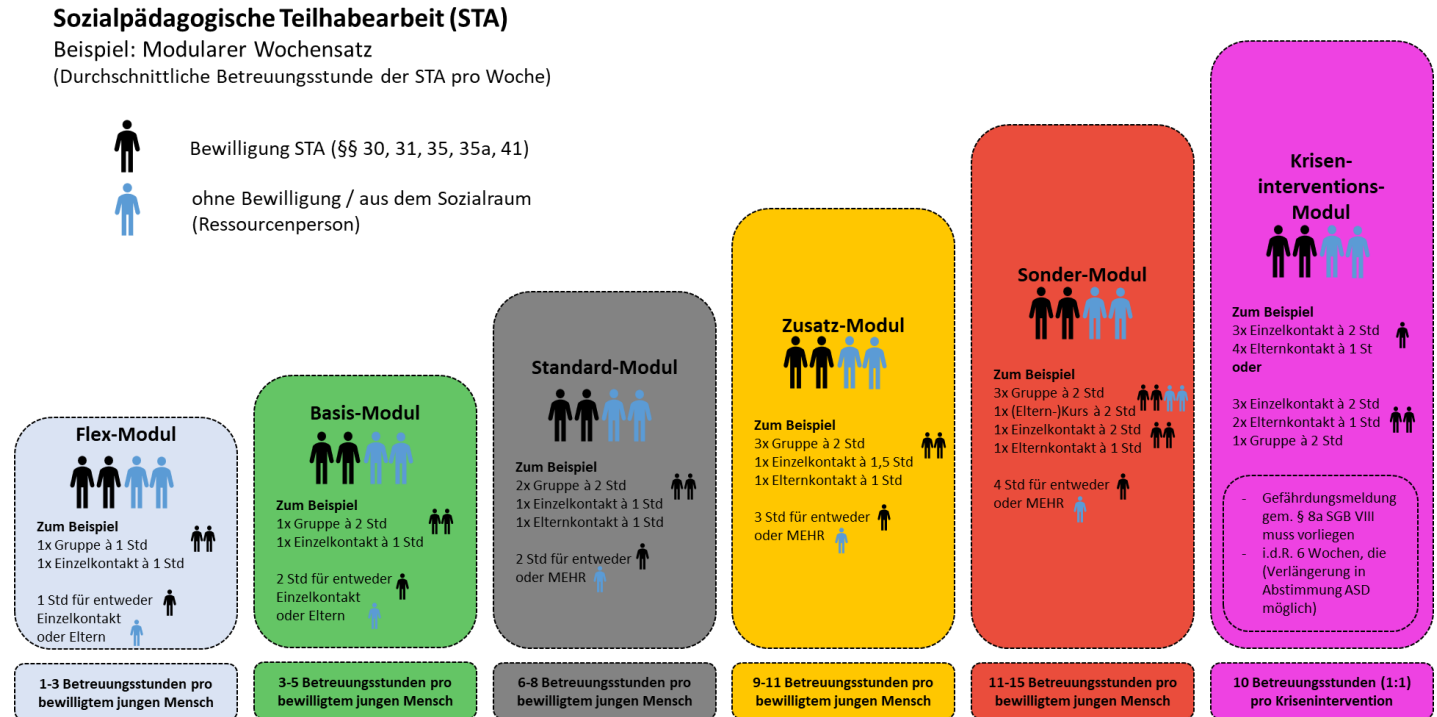 Sozialpädagogische Teilhabearbeit (STA)
Beispiel: Modularer Wochensatz
(Durchschnittliche Betreuungsstunde der STA pro Woche)
Bewilligung STA (§§ 30, 31, 35, 35a, 41)
ohne Bewilligung / aus dem Sozialraum
(Ressourcenperson)
Flex-Modul
Zum Beispiel
1x Gruppe à 1 Std
1x Einzelkontakt à 1 Std
1 Std für entweder
Einzelkontakt
oder Eltern
1-3 Betreuungsstunden pro
bewilligtem jungen Mensch
Basis-Modul
Zum Beispiel
1x Gruppe à 2 Std
1x Einzelkontakt à 1 Std
2 Std für entweder
Einzelkontakt
oder Eltern
3-5 Betreuungsstunden pro
bewilligtem jungen Mensch
Standard-Modul
Zum Beispiel
2x Gruppe à 2 Std
1x Einzelkontakt à 1 Std
1x Elternkontakt à 1 Std
2 Std für entweder
oder MEHR
6-8 Betreuungsstunden pro
bewilligtem jungen Mensch
Zusatz-Modul
Zum Beispiel
3x Gruppe à 2 Std
1x Einzelkontakt à 1,5 Std
1x Elternkontakt à 1 Std
3 Std für entweder
oder MEHR
9-11 Betreuungsstunden pro
bewilligtem jungen Mensch
Sonder-Modul
Zum Beispiel
3x Gruppe à 2 Std
1x (Eltern-)Kurs à 2 Std
1x Einzelkontakt à 2 Std
1x Elternkontakt à 1 Std
4 Std für entweder
oder MEHR
11-15 Betreuungsstunden pro
bewilligtem jungen Mensch
Krisen-
interventions-
Modul
Zum Beispiel
3x Einzelkontakt à 2 Std
4x Elternkontakt à 1 St
oder
3x Einzelkontakt à 2 Std
2x Elternkontakt à 1 Std
1x Gruppe à 2 Std
- Gefährdungsmeldung
gem. § 8a SGB VIII
muss vorliegen
- i.d.R. 6 Wochen, die
(Verlängerung in
Abstimmung ASD
möglich)
10 Betreuungsstunden (1:1)
pro Krisenintervention